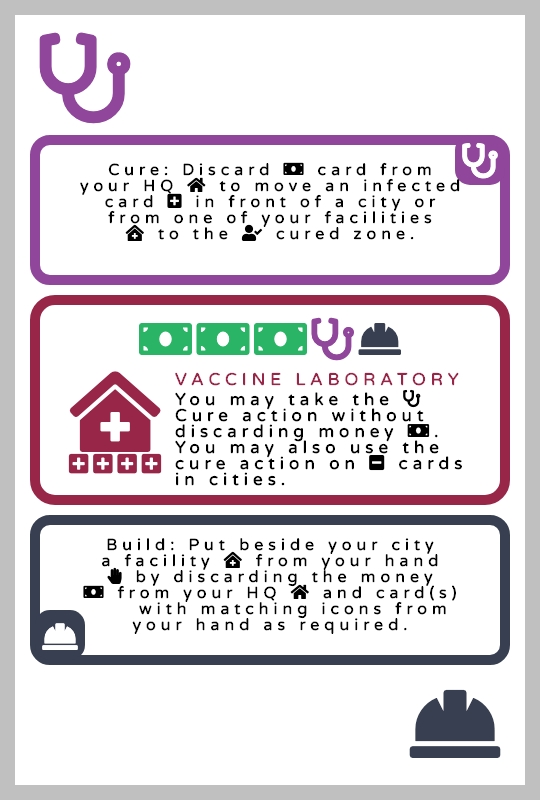 Cure: Discard card from
your HQ to move an infected
card in front of a city or
from one of your facilities
to the cured zone.
VACCINE LABORATORY
You may take the
Cure action without
discarding money .
You may also use the
cure action on cards
in cities.
Build: Put beside your city
a facility from your hand
by discarding the money
from your HQ and card(s)
with matching icons from
your hand as required.